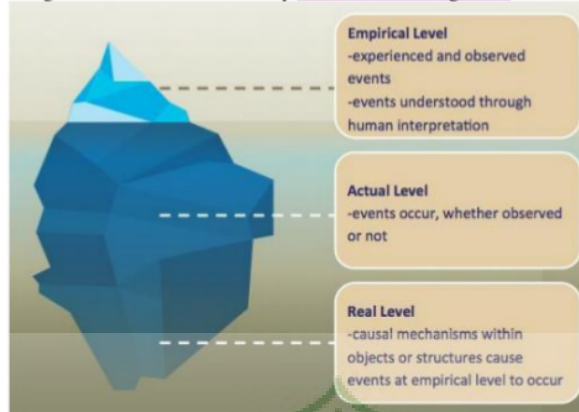 Empirical Level
-experienced and observed
events
-events understood through
human interpretation
Actual Level
-events occur, whether observed
or not
Real Level
-causal mechanisms within
objects or structures cause
events at empirical level to occur